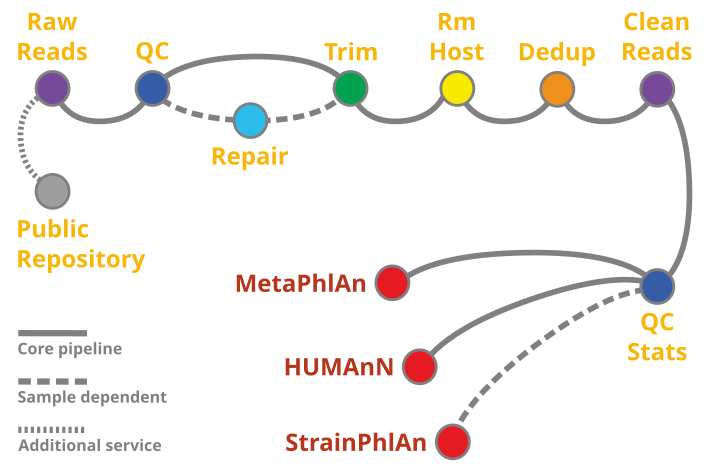 Raw
Reads
QC
Trim
Rm
Host
Dedup
Clean
Reads
Repair
Public
Repository
MetaPhlAn
HUMAnN
StrainPhlAn
QC
Stats
Core pipeline
Sample dependent
Additional service